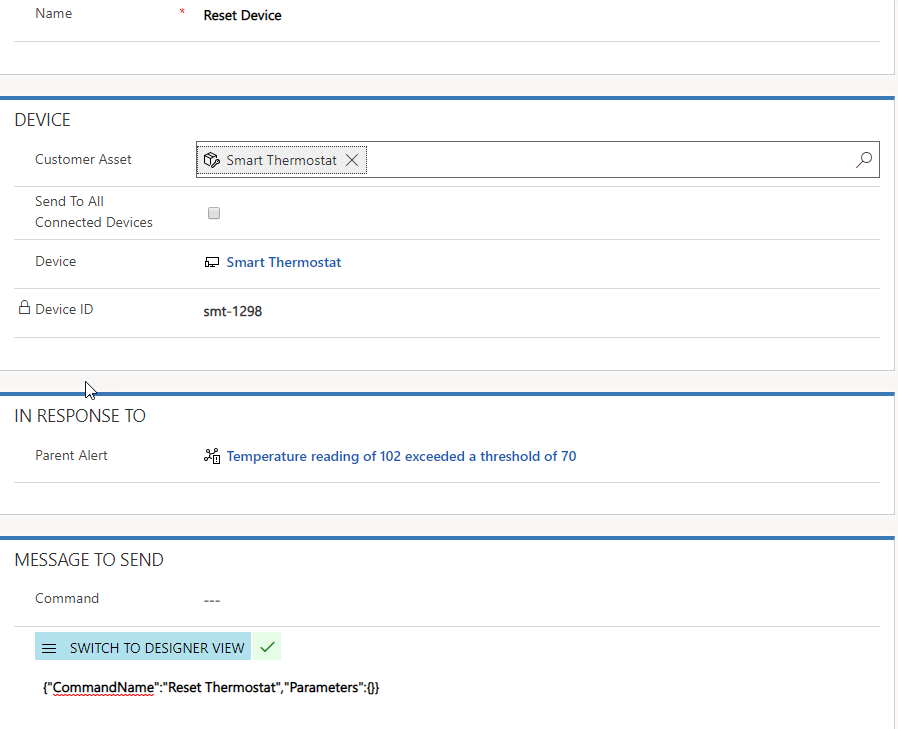 Name * Reset Device
DEVICE
Customer Asset Smart Thermostat
Send To All
Connected Devices
Device Smart Thermostat
Device ID smt-1298
IN RESPONSE TO
Parent Alert Temperature reading of 102 exceeded a threshold of 70
MESSAGE TO SEND
Command ---
SWITCH TO DESIGNER VIEW
{"CommandName":"Reset Thermostat","Parameters":{}}